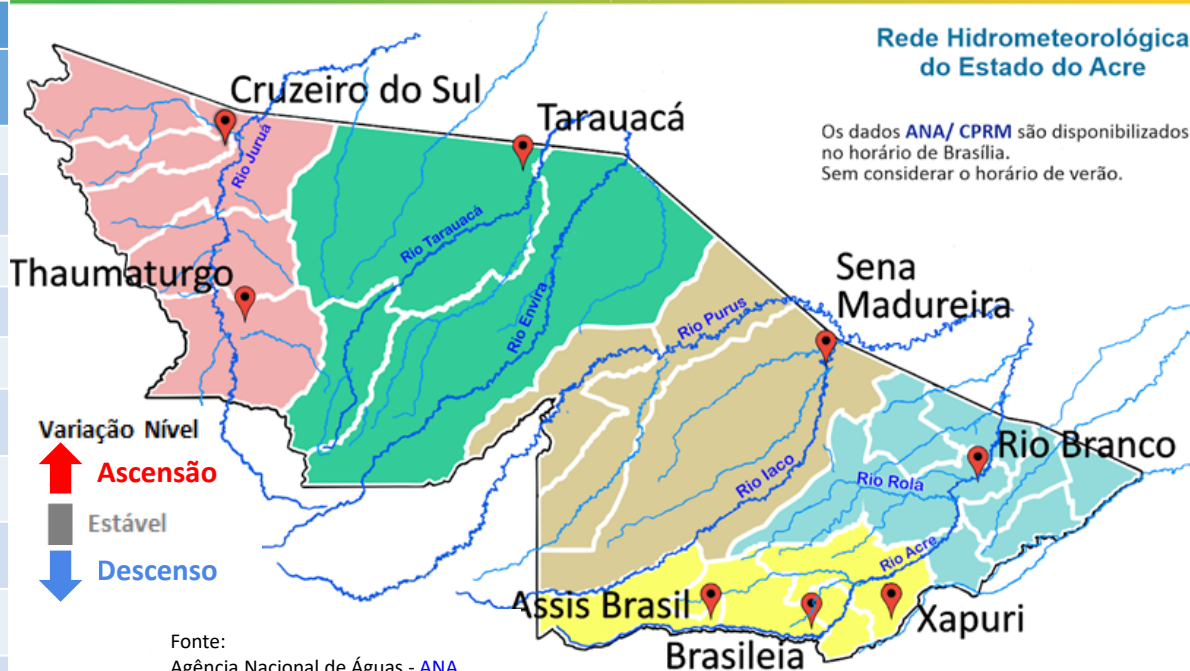 Rede Hidrometeorológica
do Estado do Acre
Os dados ANA/ CPRM são disponibilizados
no horário de Brasília.
Sem considerar o horário de verão.
Cruzeiro do Sul
Tarauacá
Rio Juruá
Rio Tarauacá
Thaumaturgo
Rio Envira
Sena
Madureira
Rio Purus
Variação Nível
Ascensão
Estável
Descenso
Rio Branco
Rio Iaco
Rio Rola
Rio Acre
Assis Brasil
Xapuri
Brasileia
Fonte:
Agência Nacional de Águas - ANA